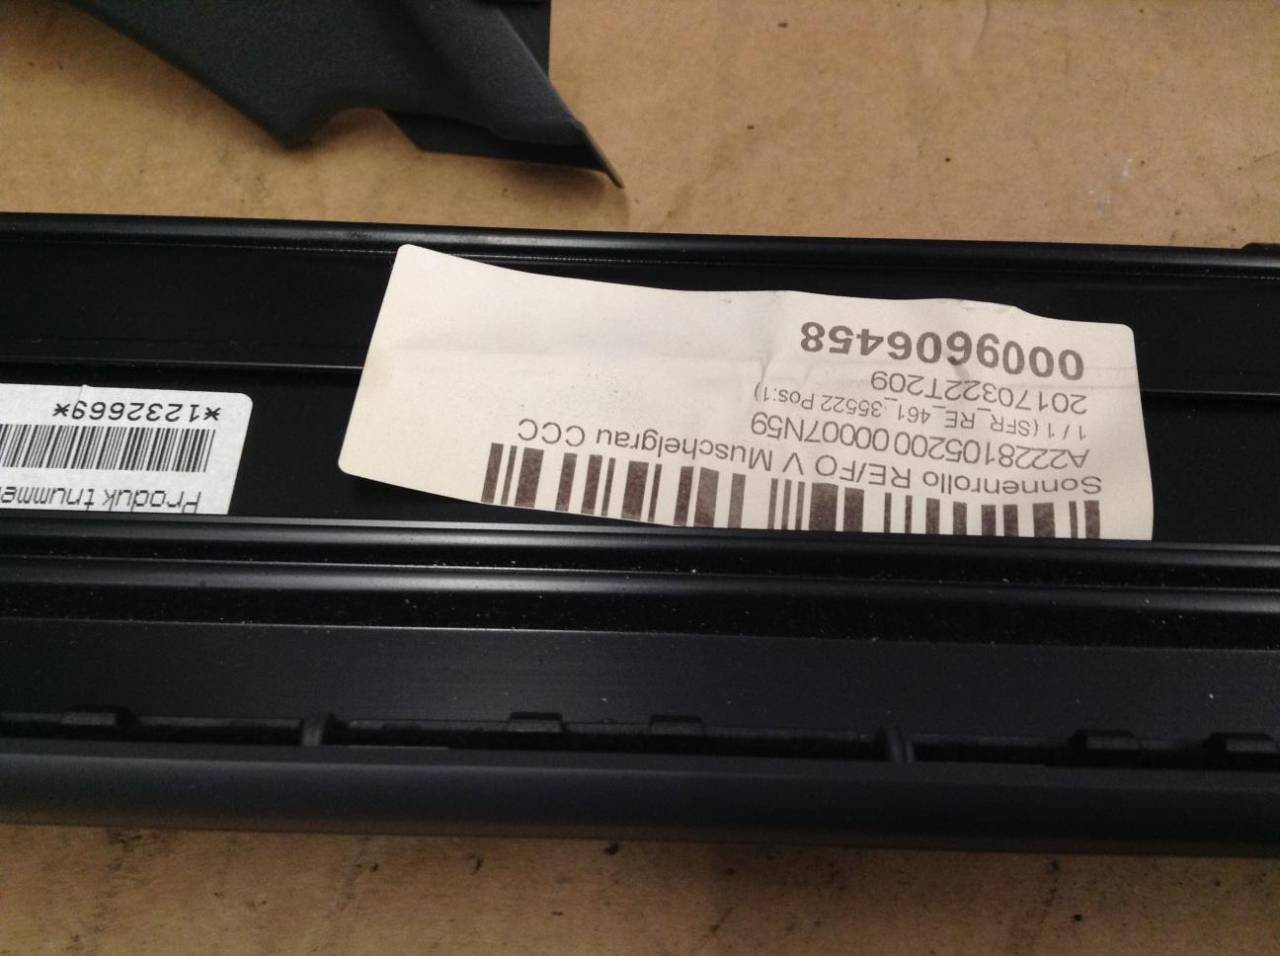 Sonnenrollo RE/FO V Muschelgrau CCC
A2228105200 00007N59
1 / 1 (SFR_RE_461_35522 Pos:1)
20170322T209
0009606458
*1232669*